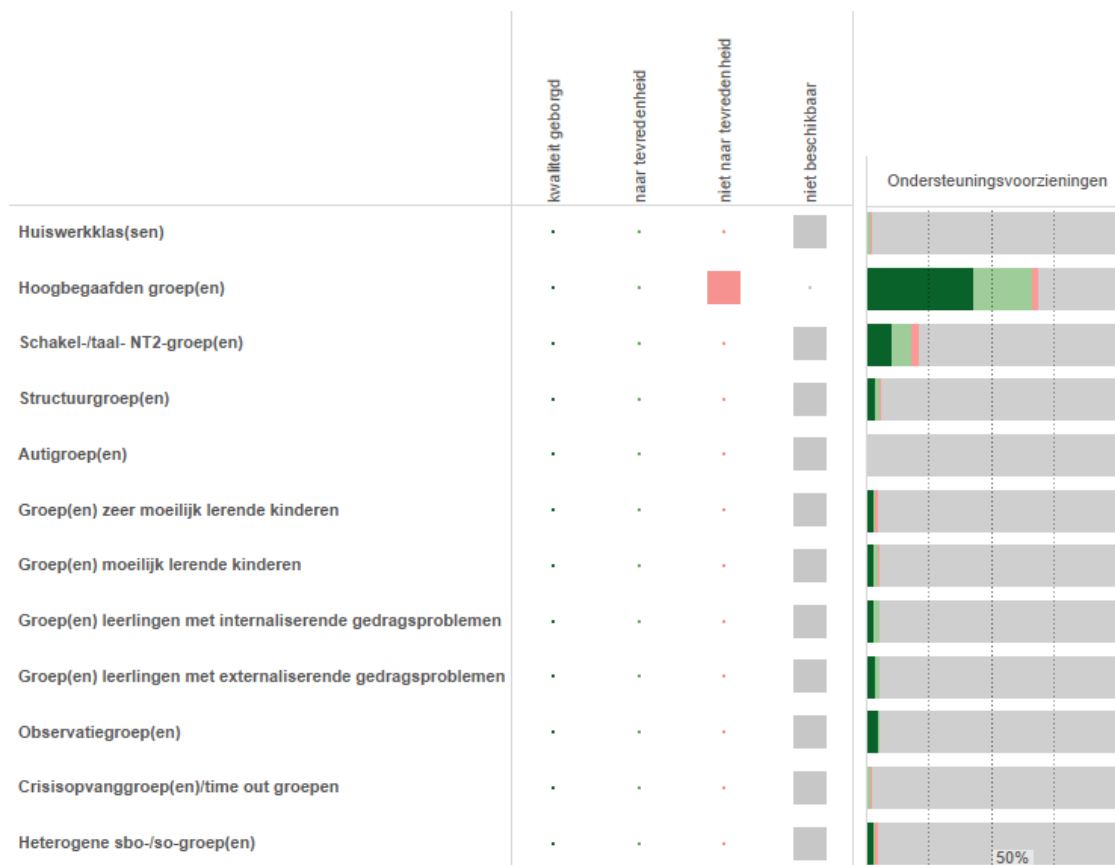 kwaliteit geborgd
naar tevredenheid
niet naar tevredenheid
niet beschikbaar
Ondersteuningsvoorzieningen
Huiswerkklas(sen)
Hoogbegaafden groep(en)
Schakel-/taal- NT2-groep(en)
Structuurgroep(en)
Autigroep(en)
Groep(en) zeer moeilijk lerende kinderen
Groep(en) moeilijk lerende kinderen
Groep(en) leerlingen met internaliserende gedragsproblemen
Groep(en) leerlingen met externaliserende gedragsproblemen
Observatiegroep(en)
Crisisopvanggroep(en)/time out groepen
Heterogene sbo-/so-groep(en)
50%